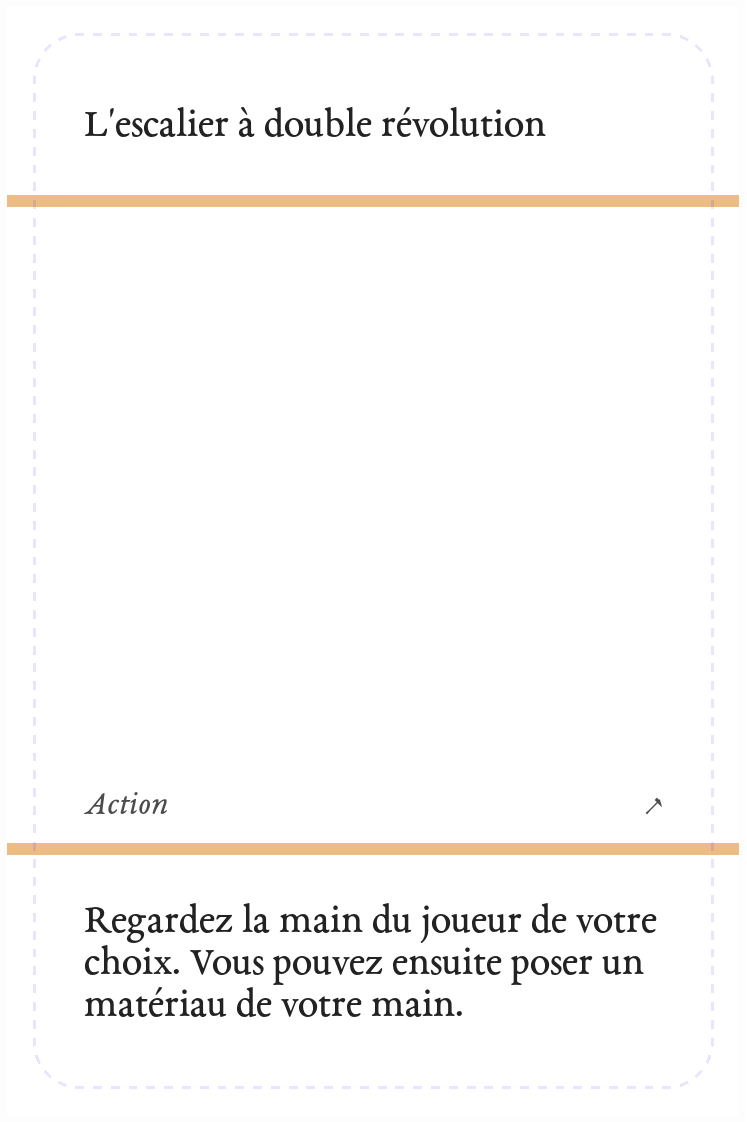 L'escalier à double révolution
Action
Regardez la main du joueur de votre
choix. Vous pouvez ensuite poser un
matériau de votre main.